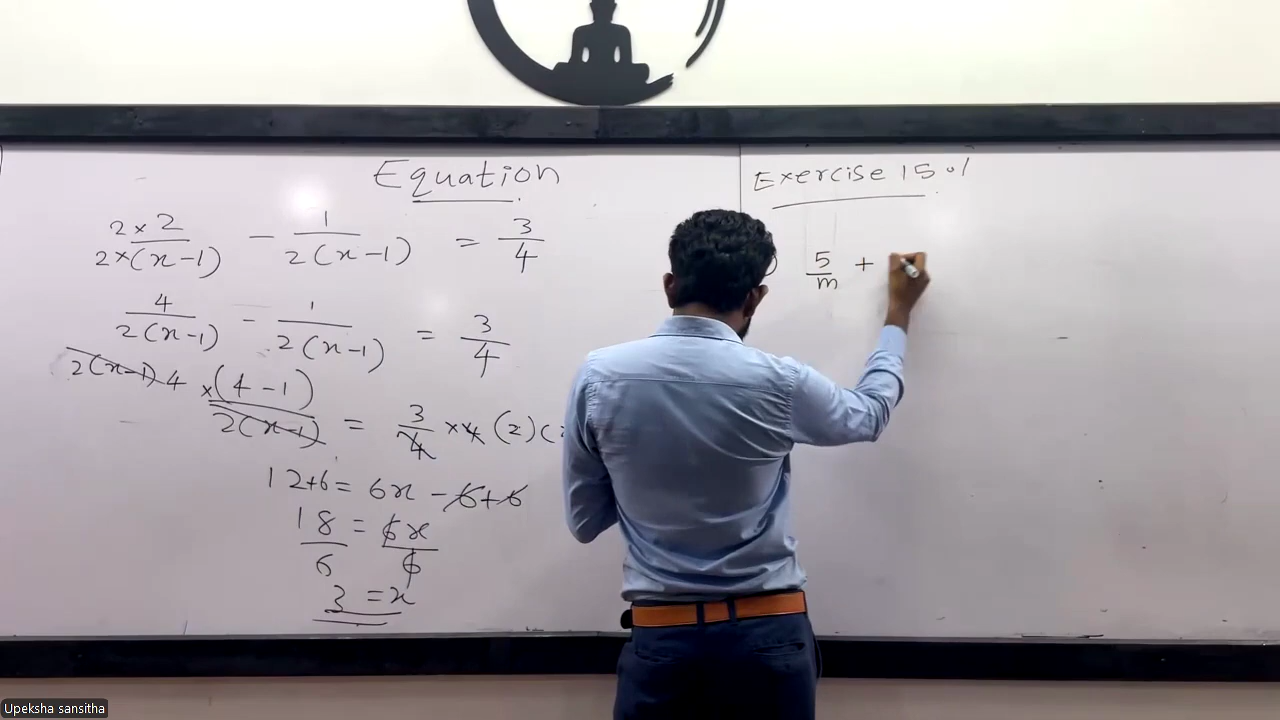 Equation
2 × 2 / 2 × (x - 1) - 1 / 2(x - 1) = 3 / 4
4 / 2(x - 1) - 1 / 2(x - 1) = 3 / 4
2(x-1) 4 × (4 - 1) / 2(x-1) = 3 / 4 × 4 (2)(
12+6 = 6x - 6+6
18 / 6 = 6x / 6
3 = x
Exercise 15.1
5 / m +
Upeksha sansitha